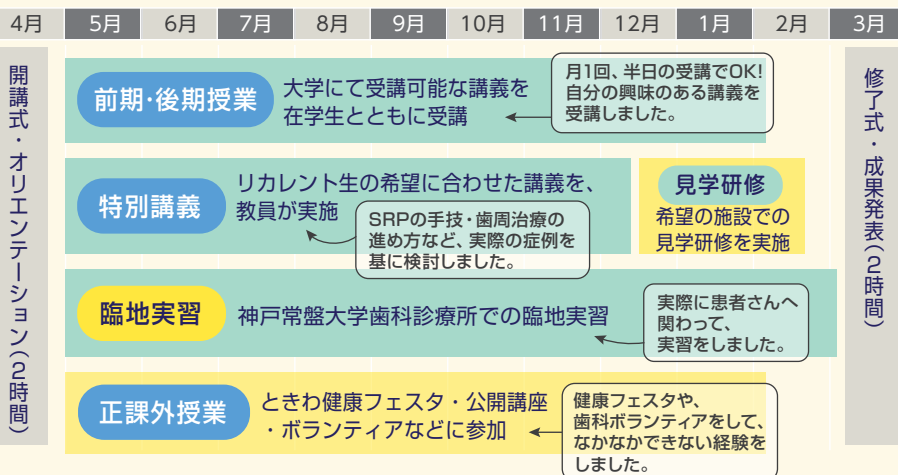 4月 5月 6月 7月 8月 9月 10月 11月 12月 1月 2月 3月
開講式・オリエンテーション（2時間）
前期・後期授業
大学にて受講可能な講義を
在学生とともに受講
月1回、半日の受講でOK!
自分の興味のある講義を
受講しました。
特別講義
リカレント生の希望に合わせた講義を、
教員が実施
SRPの手技・歯周治療の
進め方など、実際の症例を
基に検討しました。
見学研修
希望の施設での
見学研修を実施
臨地実習
神戸常盤大学歯科診療所での臨地実習
実際に患者さんへ
関わって、
実習をしました。
正課外授業
ときわ健康フェスタ・公開講座
・ボランティアなどに参加
健康フェスタや、
歯科ボランティアをして、
なかなかできない経験を
しました。
修了式・成果発表（2時間）